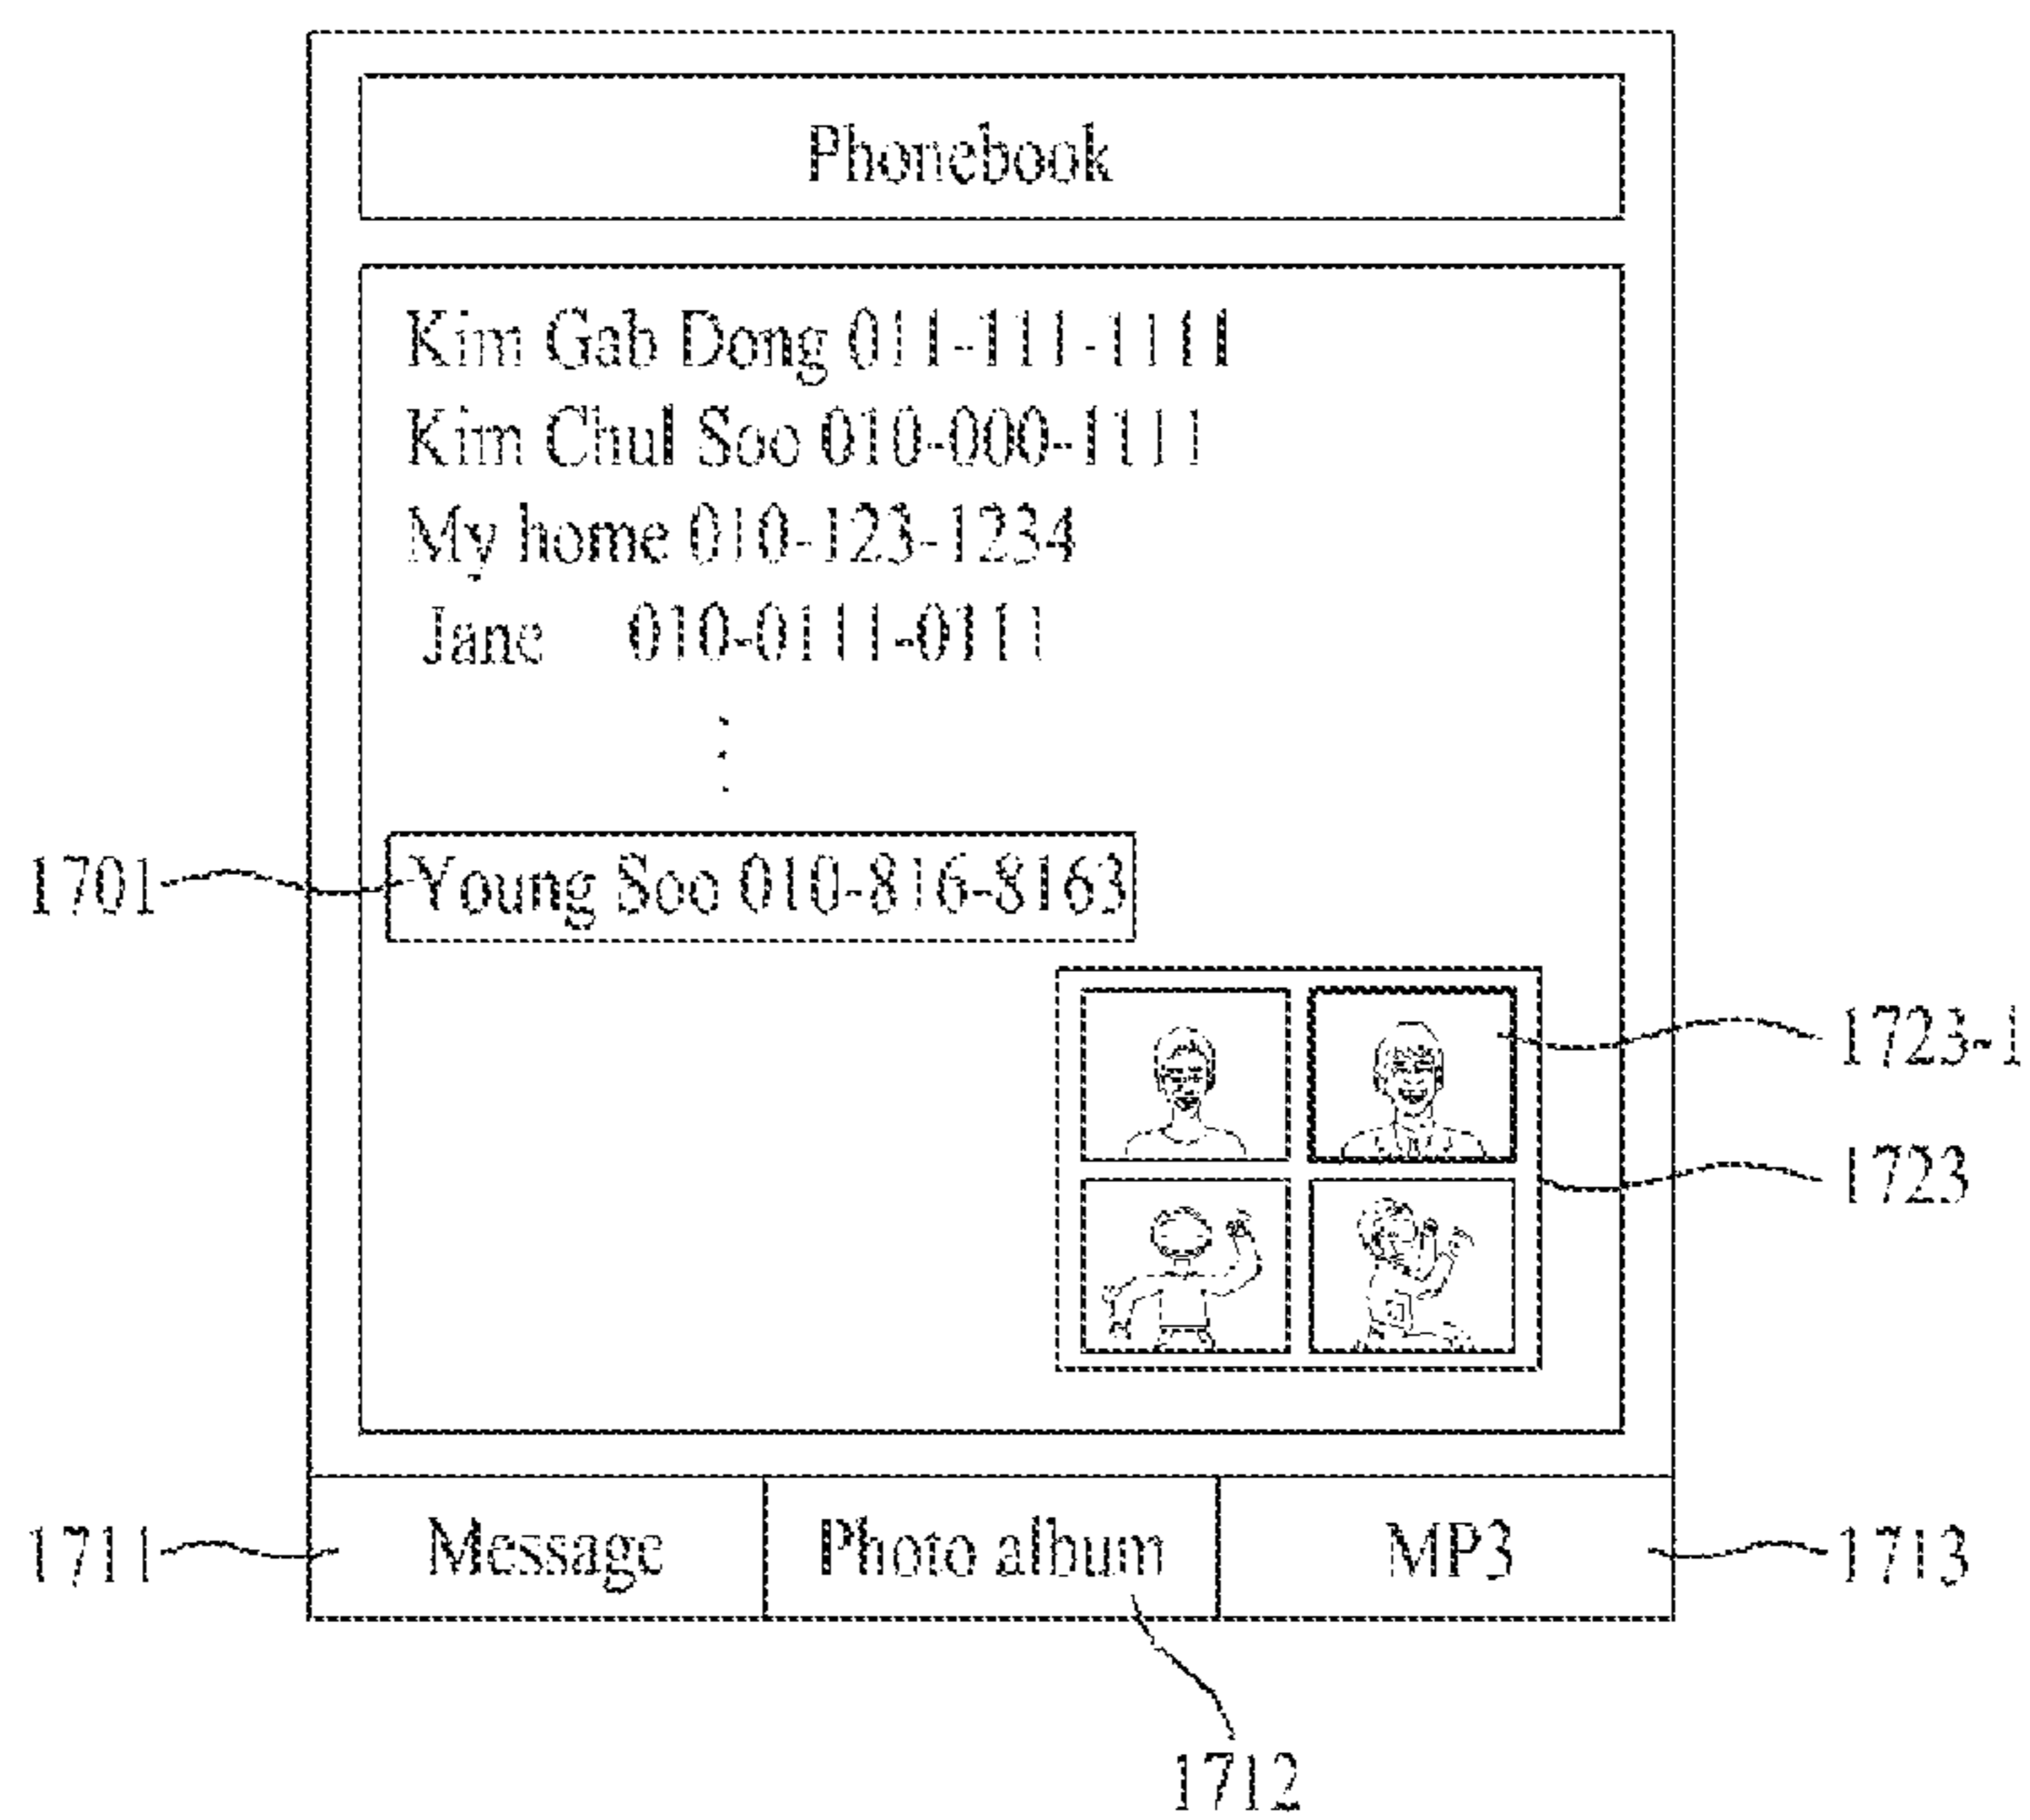 Phonebook
Kim Gab Dong 011-111-1111
Kim Chul Soo 010-000-1111
My home 010-123-1234
Jane 010-0111-0111
1701
Young Soo 010-816-8163
1723-1
1723
1711
Message
Photo album
MP3
1713
1712